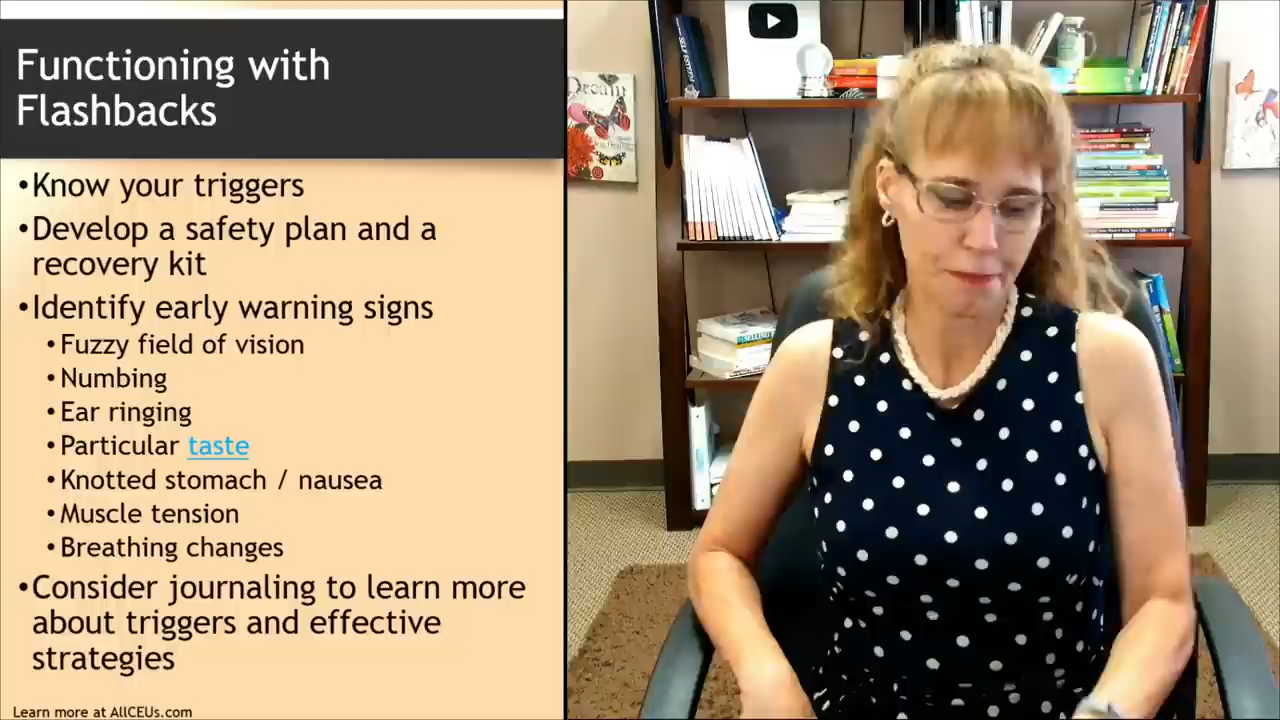 Functioning with
Flashbacks
•Know your triggers
•Develop a safety plan and a
recovery kit
•Identify early warning signs
•Fuzzy field of vision
•Numbing
•Ear ringing
•Particular taste
•Knotted stomach / nausea
•Muscle tension
•Breathing changes
•Consider journaling to learn more
about triggers and effective
strategies
Learn more at AllCEUs.com
Dream